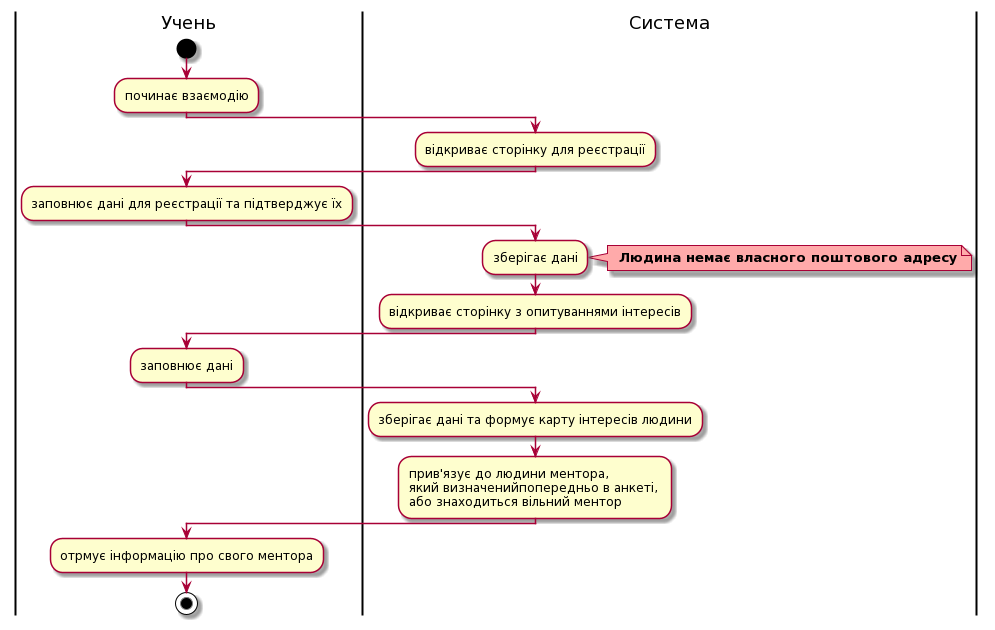 Учень
Система
починає взаємодію
відкриває сторінку для реєстрації
заповнює дані для реєстрації та підтверджує їх
зберігає дані
Людина немає власного поштового адресу
відкриває сторінку з опитуваннями інтересів
заповнює дані
зберігає дані та формує карту інтересів людини
прив'язує до людини ментора,
який визначенийпопередньо в анкеті,
або знаходиться вільний ментор
отрмує інформацію про свого ментора